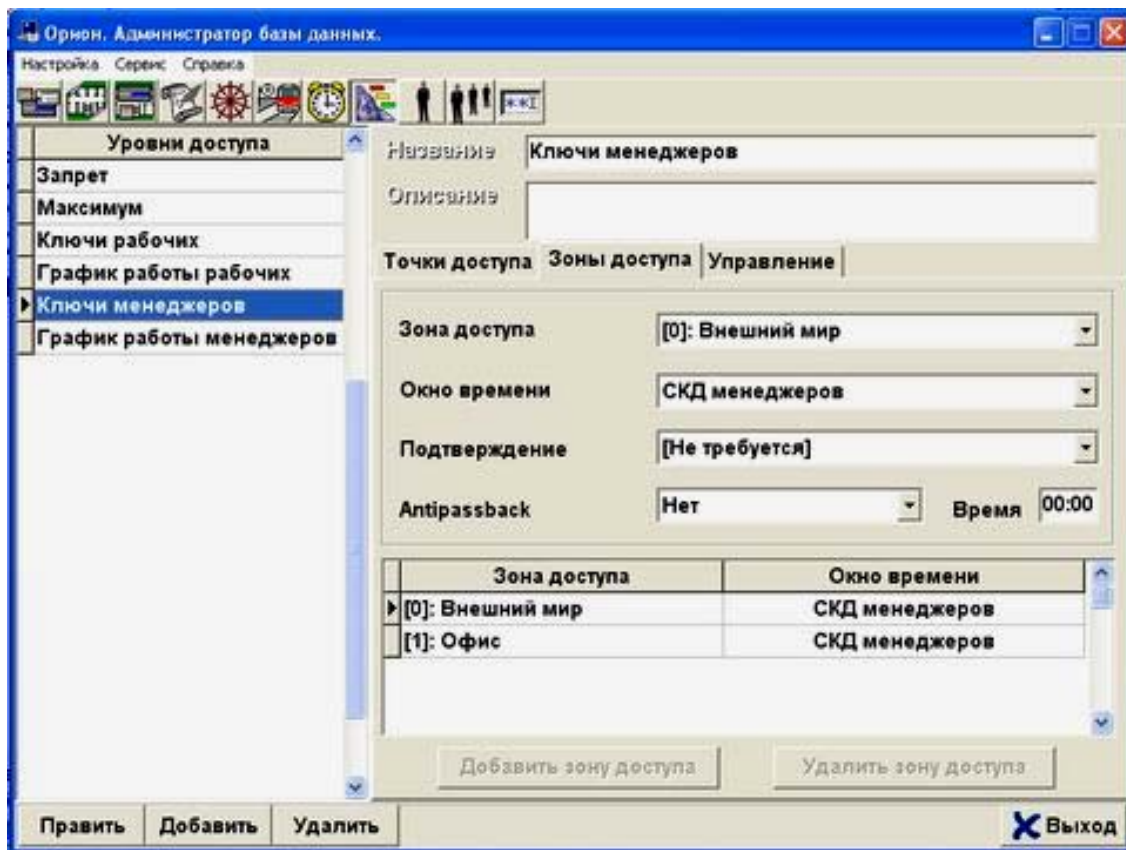 Орион. Администратор базы данных.
Настройка Сервис Справка
**I
Уровни доступа
Запрет
Максимум
Ключи рабочих
График работы рабочих
Ключи менеджеров
График работы менеджеров
Название Ключи менеджеров
Описание
Точки доступа Зоны доступа Управление
Зона доступа [0]: Внешний мир
Окно времени СКД менеджеров
Подтверждение [Не требуется]
Antipassback Нет Время 00:00
Зона доступа Окно времени
[0]: Внешний мир СКД менеджеров
[1]: Офис СКД менеджеров
Добавить зону доступа Удалить зону доступа
Править Добавить Удалить Выход